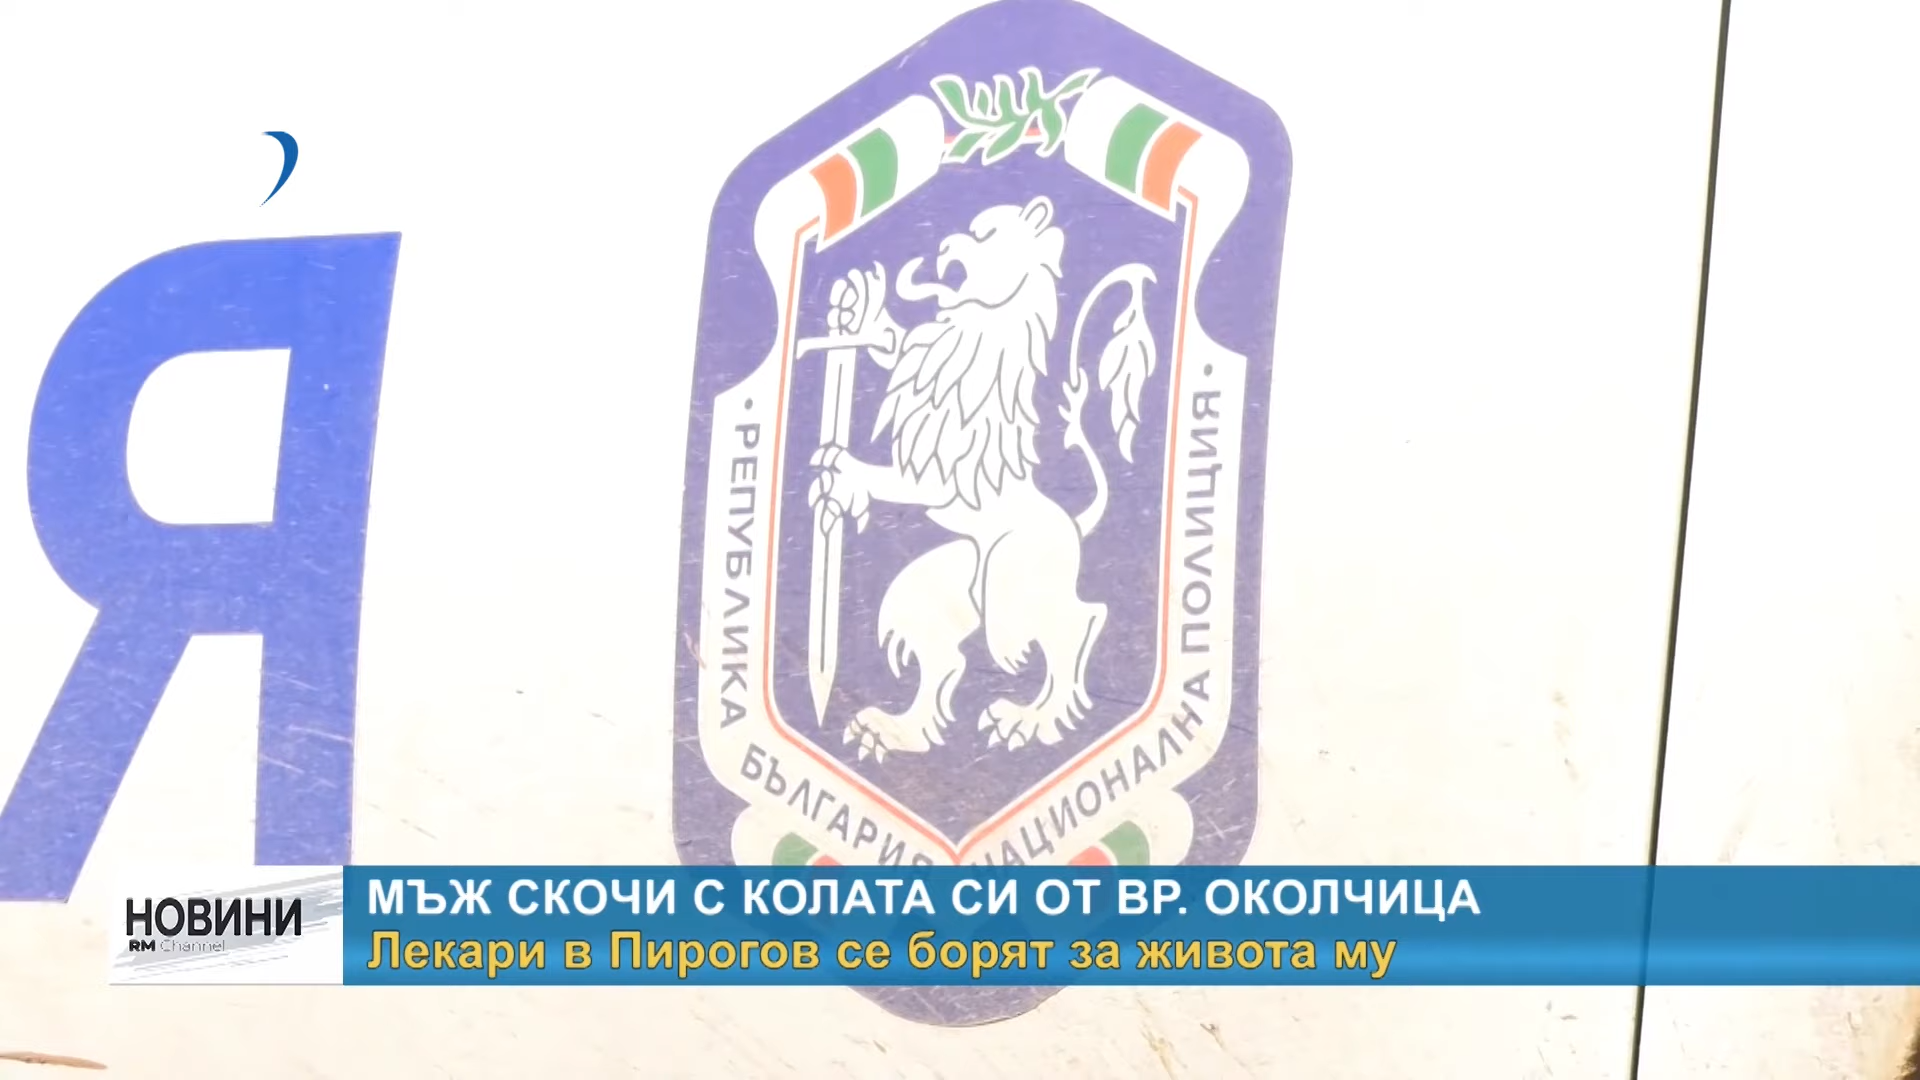 Я
РЕПУБЛИКА БЪЛГАРИЯ НАЦИОНАЛНА ПОЛИЦИЯ
НОВИНИ
RM Channel
МЪЖ СКОЧИ С КОЛАТА СИ ОТ ВР. ОКОЛЧИЦА
Лекари в Пирогов се борят за живота му